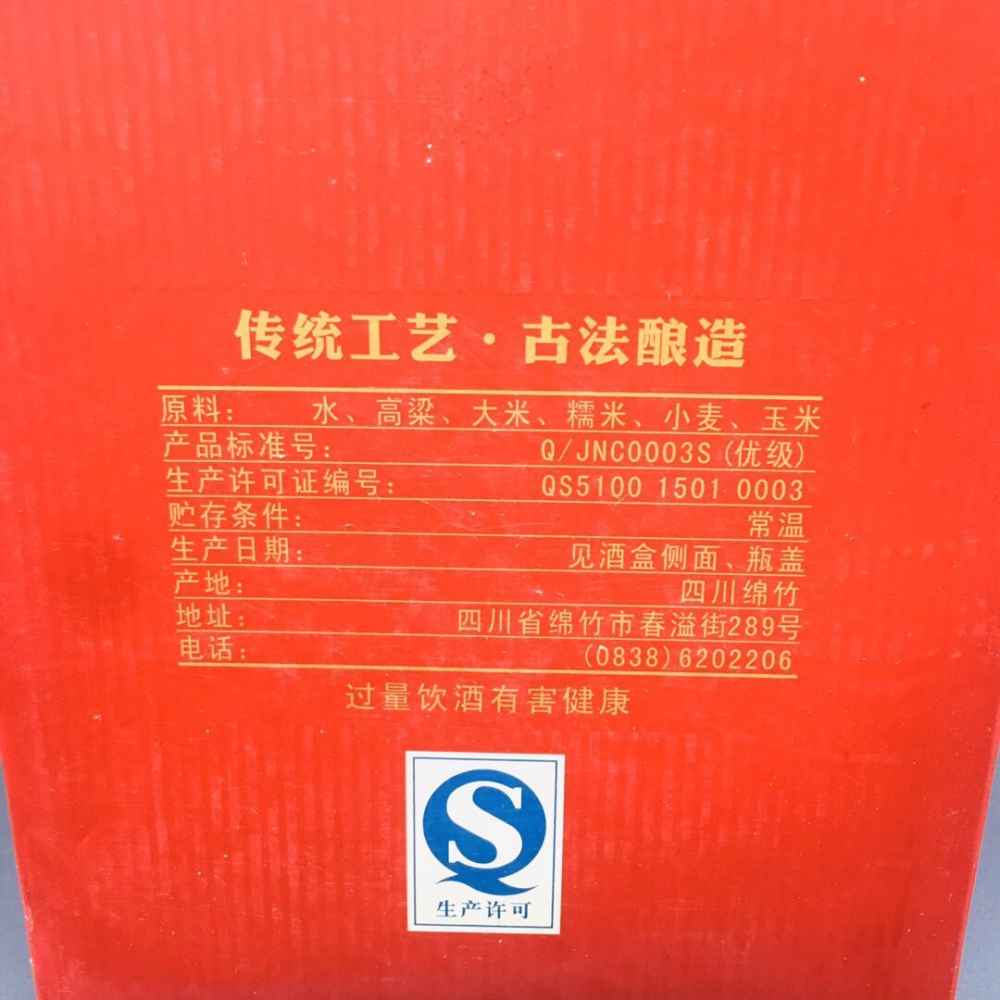 传统工艺·古法酿造
原料： 水、高粱、大米、糯米、小麦、玉米
产品标准号： Q/JNC0003S(优级)
生产许可证编号： QS5100 1501 0003
贮存条件： 常温
生产日期： 见酒盒侧面、瓶盖
产地： 四川绵竹
地址： 四川省绵竹市春溢街289号
电话： (0838)6202206
过量饮酒有害健康
QS
生产许可